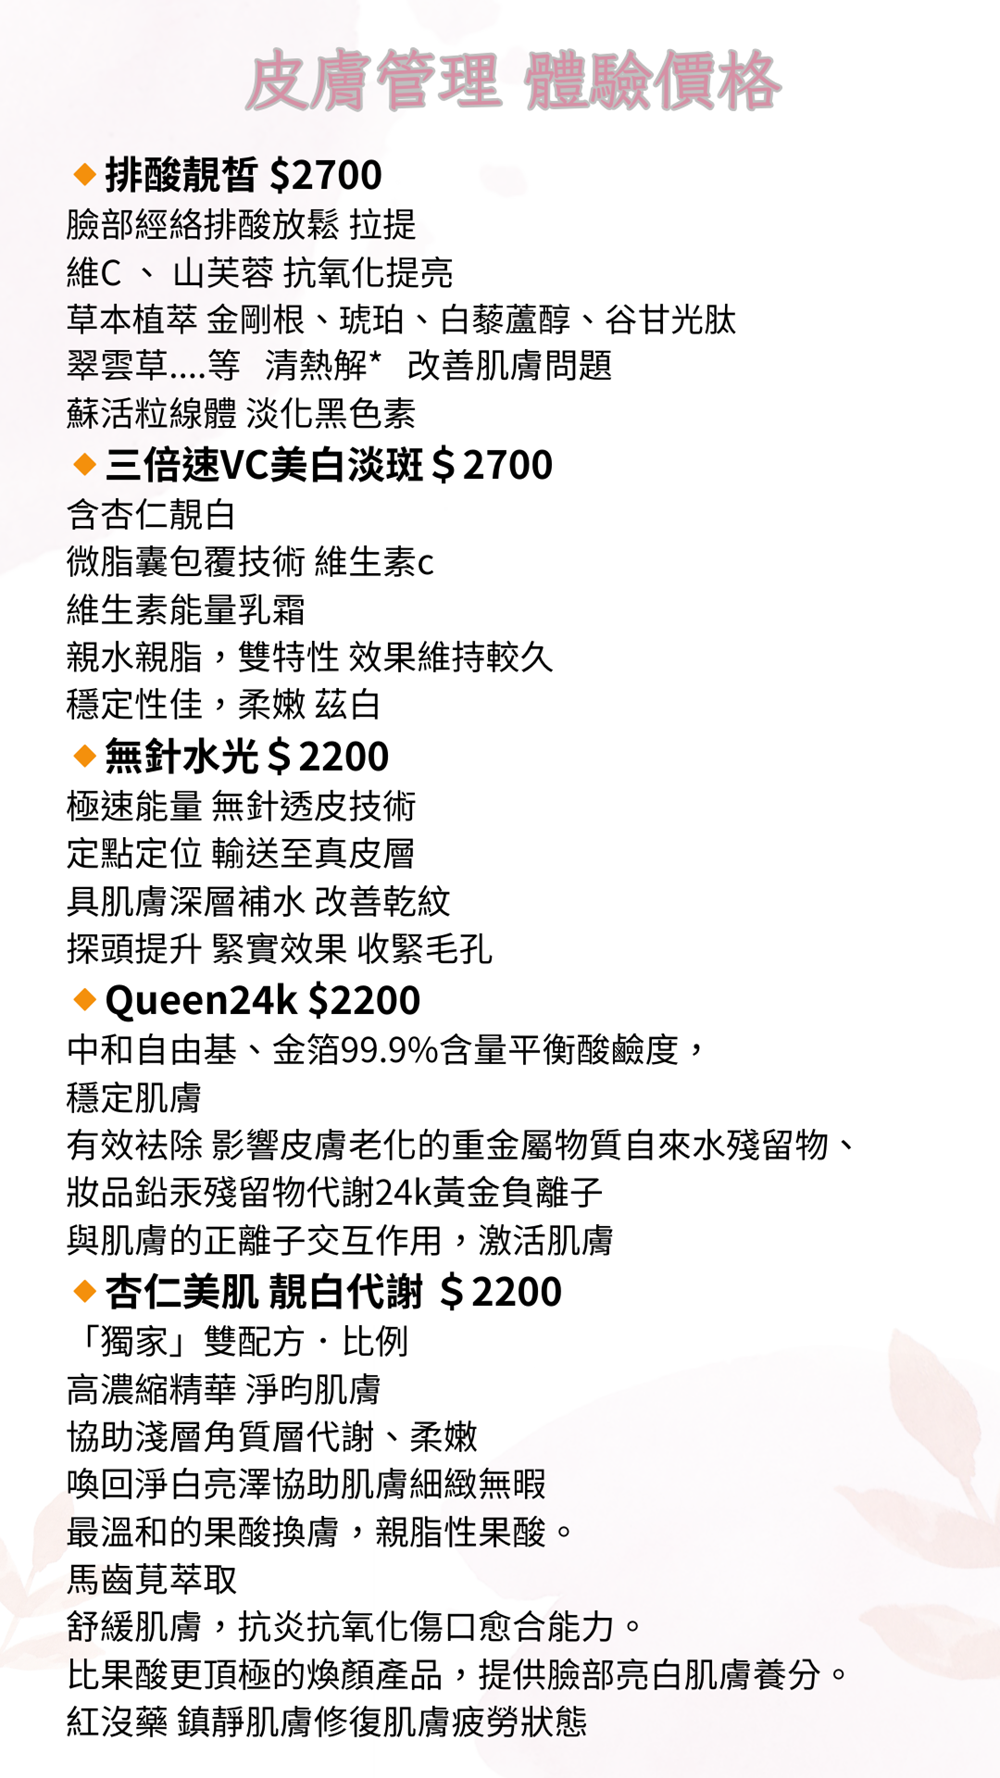 皮膚管理 體驗價格
🔸排酸靚皙 $2700
臉部經絡排酸放鬆 拉提
維C 、 山芙蓉 抗氧化提亮
草本植萃 金剛根、琥珀、白藜蘆醇、谷甘光肽
翠雲草....等 清熱解* 改善肌膚問題
蘇活粒線體 淡化黑色素
🔸三倍速VC美白淡斑＄2700
含杏仁靚白
微脂囊包覆技術 維生素c
維生素能量乳霜
親水親脂，雙特性 效果維持較久
穩定性佳，柔嫩 茲白
🔸無針水光＄2200
極速能量 無針透皮技術
定點定位 輸送至真皮層
具肌膚深層補水 改善乾紋
探頭提升 緊實效果 收緊毛孔
🔸Queen24k $2200
中和自由基、金箔99.9%含量平衡酸鹼度，
穩定肌膚
有效祛除 影響皮膚老化的重金屬物質自來水殘留物、
妝品鉛汞殘留物代謝24k黃金負離子
與肌膚的正離子交互作用，激活肌膚
🔸杏仁美肌 靚白代謝 ＄2200
「獨家」雙配方．比例
高濃縮精華 淨昀肌膚
協助淺層角質層代謝、柔嫩
喚回淨白亮澤協助肌膚細緻無暇
最溫和的果酸換膚，親脂性果酸。
馬齒莧萃取
舒緩肌膚，抗炎抗氧化傷口愈合能力。
比果酸更頂極的煥顏產品，提供臉部亮白肌膚養分。
紅沒藥 鎮靜肌膚修復肌膚疲勞狀態